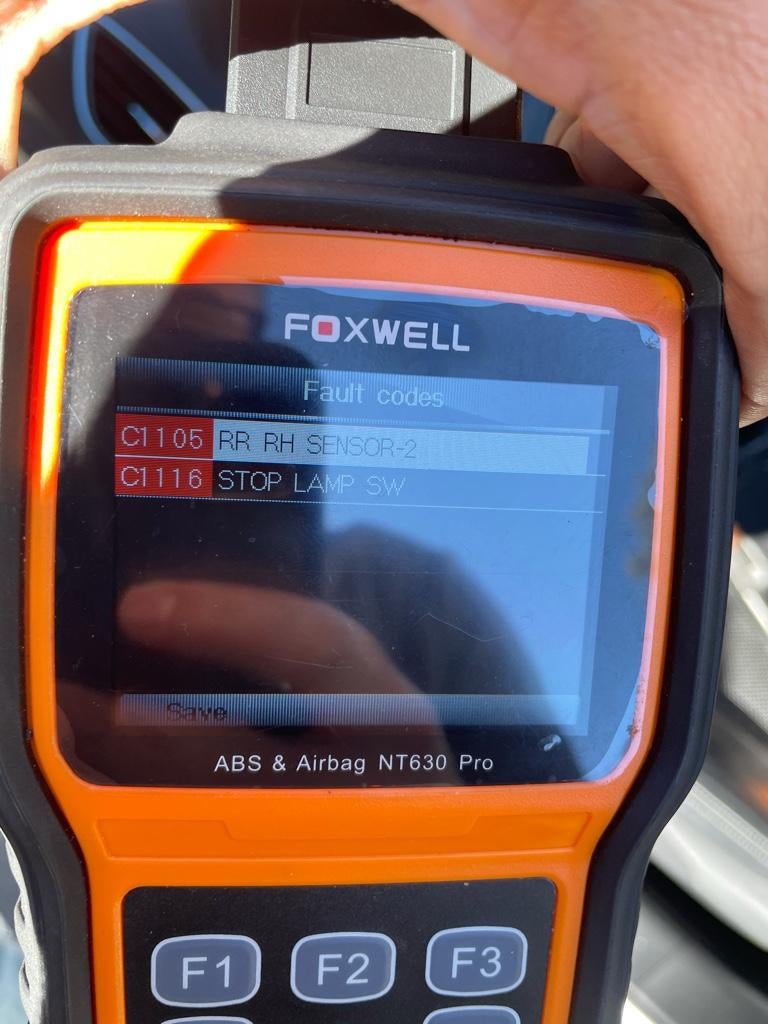 FOXWELL
Fault codes
C1105 RR RH SENSOR-2
C1116 STOP LAMP SW
Save
ABS & Airbag NT630 Pro
F1 F2 F3